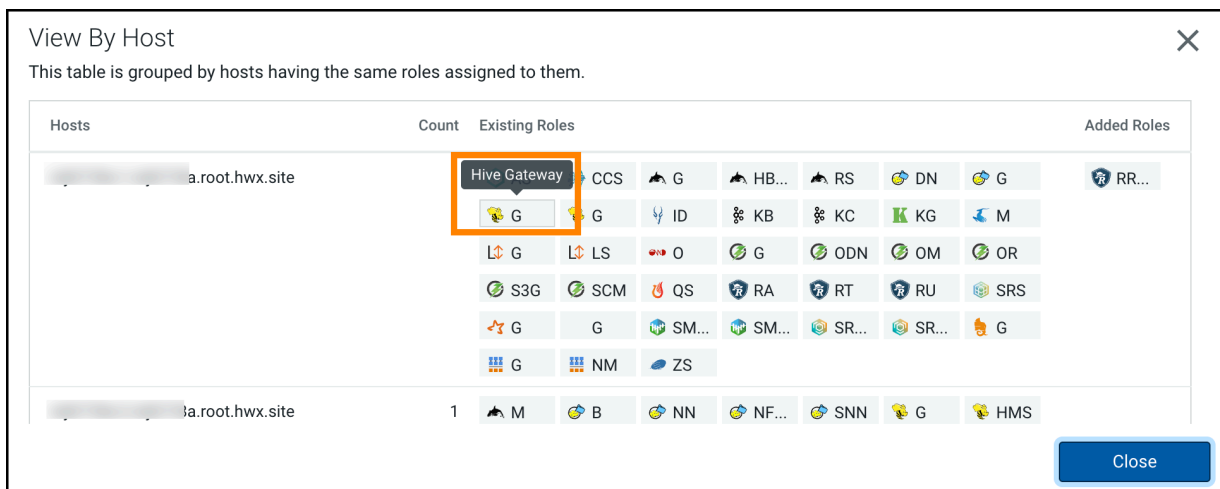 View By Host
This table is grouped by hosts having the same roles assigned to them.
Hosts Count Existing Roles Added Roles
a.root.hwx.site Hive Gateway CCS G HB... RS DN G RR...
G G ID KB KC KG M
G LS O G ODN OM OR
S3G SCM QS RA RT RU SRS
G G SM... SM... SR... SR... G
G NM ZS
a.root.hwx.site 1 M B NN NF... SNN G HMS
Close